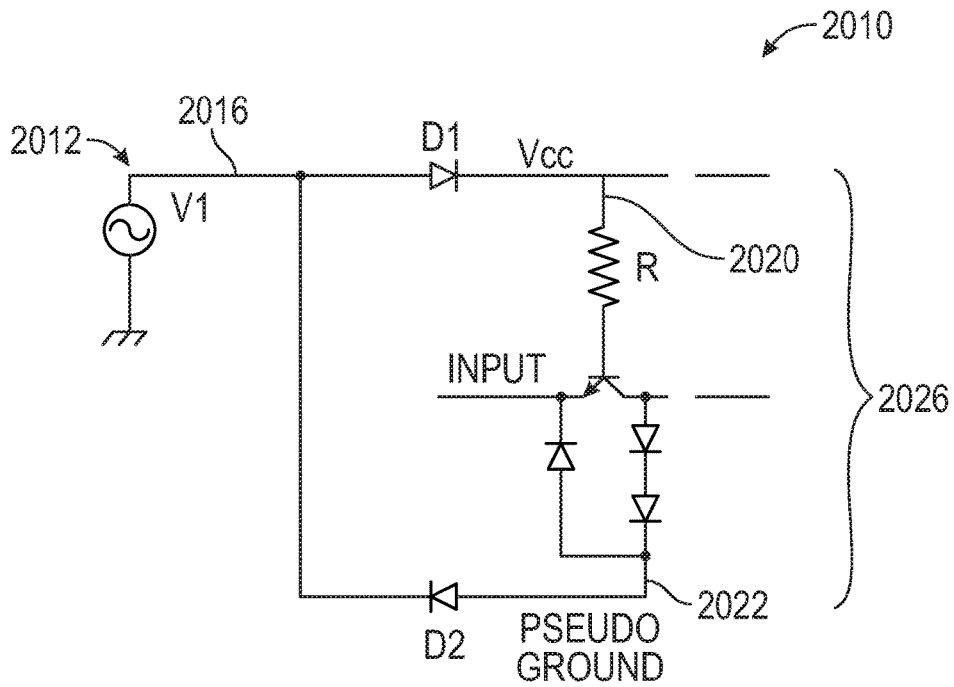 2010
2012
2016
D1
Vcc
V1
2020
R
INPUT
2026
2022
D2
PSEUDO
GROUND